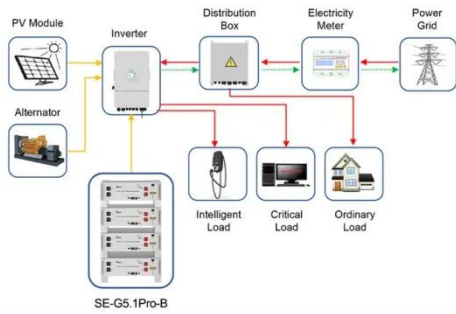 PV Module
Inverter
Distribution
Box
Electricity
Meter
Power
Grid
Alternator
Intelligent
Load
Critical
Load
Ordinary
Load
SE-G5.1Pro-B